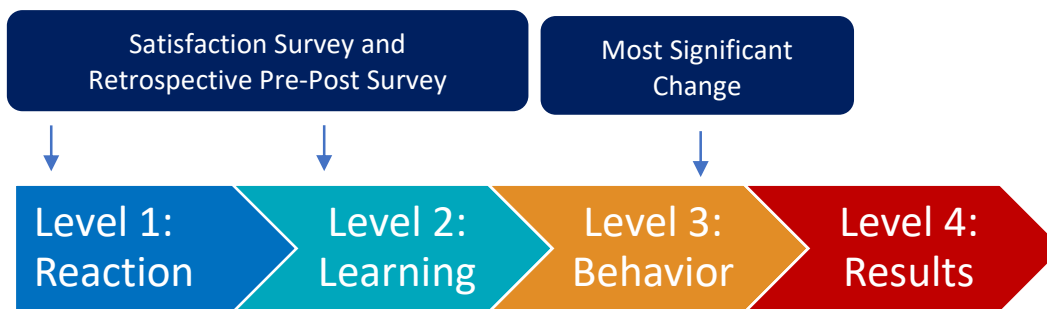 Satisfaction Survey and
Retrospective Pre-Post Survey
Most Significant
Change
Level 1:
Reaction
Level 2:
Learning
Level 3:
Behavior
Level 4:
Results